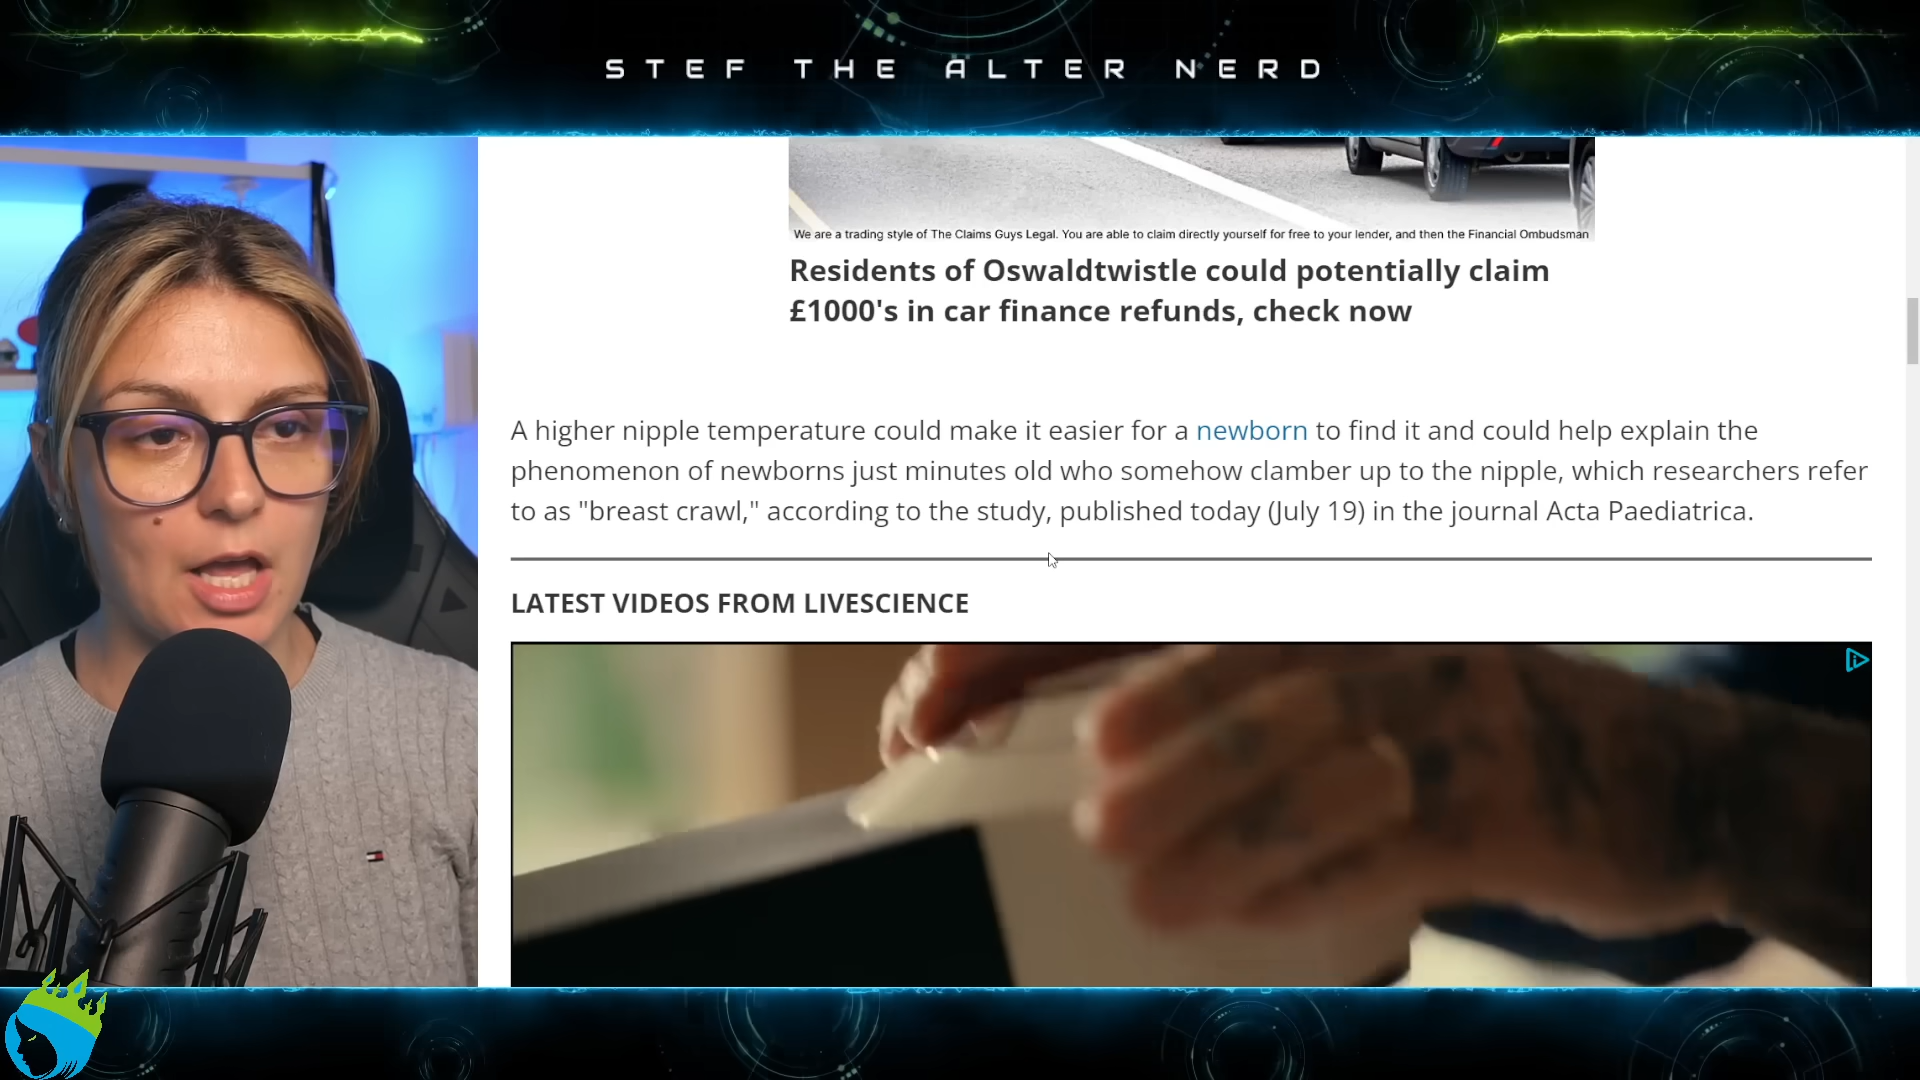 STEF THE ALTER NERD
We are a trading style of The Claims Guys Legal. You are able to claim directly yourself for free to your lender, and then the Financial Ombudsman
Residents of Oswaldtwistle could potentially claim
£1000's in car finance refunds, check now
A higher nipple temperature could make it easier for a newborn to find it and could help explain the
phenomenon of newborns just minutes old who somehow clamber up to the nipple, which researchers refer
to as "breast crawl," according to the study, published today (July 19) in the journal Acta Paediatrica.
LATEST VIDEOS FROM LIVESCIENCE